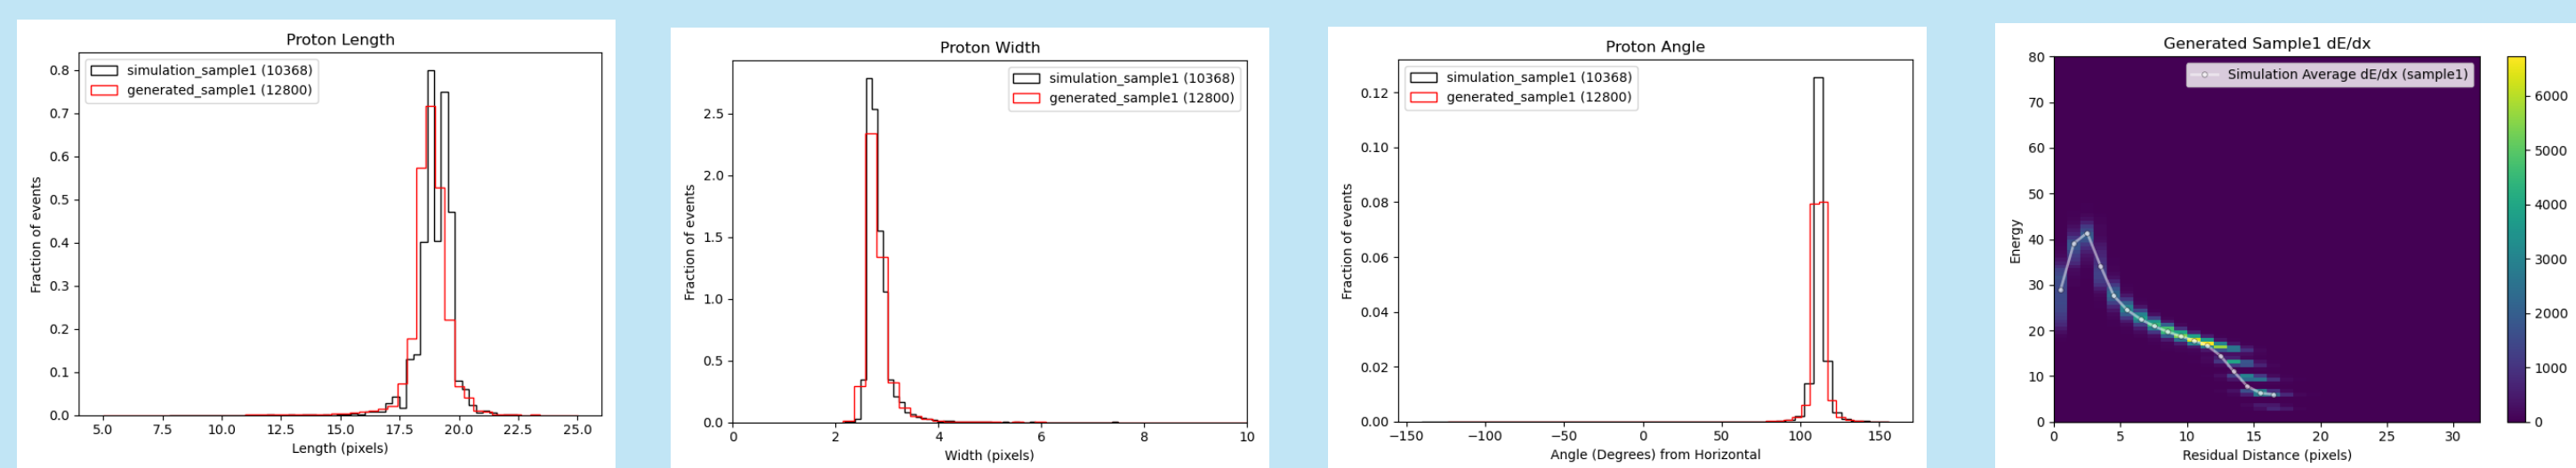 Proton Length
simulation_sample1 (10368)
generated_sample1 (12800)
Fraction of events
0.8
0.7
0.6
0.5
0.4
0.3
0.2
0.1
0.0
5.0 7.5 10.0 12.5 15.0 17.5 20.0 22.5 25.0
Length (pixels)
Proton Width
simulation_sample1 (10368)
generated_sample1 (12800)
Fraction of events
2.5
2.0
1.5
1.0
0.5
0.0
0 2 4 6 8 10
Width (pixels)
Proton Angle
simulation_sample1 (10368)
generated_sample1 (12800)
Fraction of events
0.12
0.10
0.08
0.06
0.04
0.02
0.00
−150 −100 −50 0 50 100 150
Angle (Degrees) from Horizontal
Generated Sample1 dE/dx
Simulation Average dE/dx (sample1)
Energy
80
70
60
50
40
30
20
10
0
0 5 10 15 20 25 30
Residual Distance (pixels)
6000
5000
4000
3000
2000
1000
0